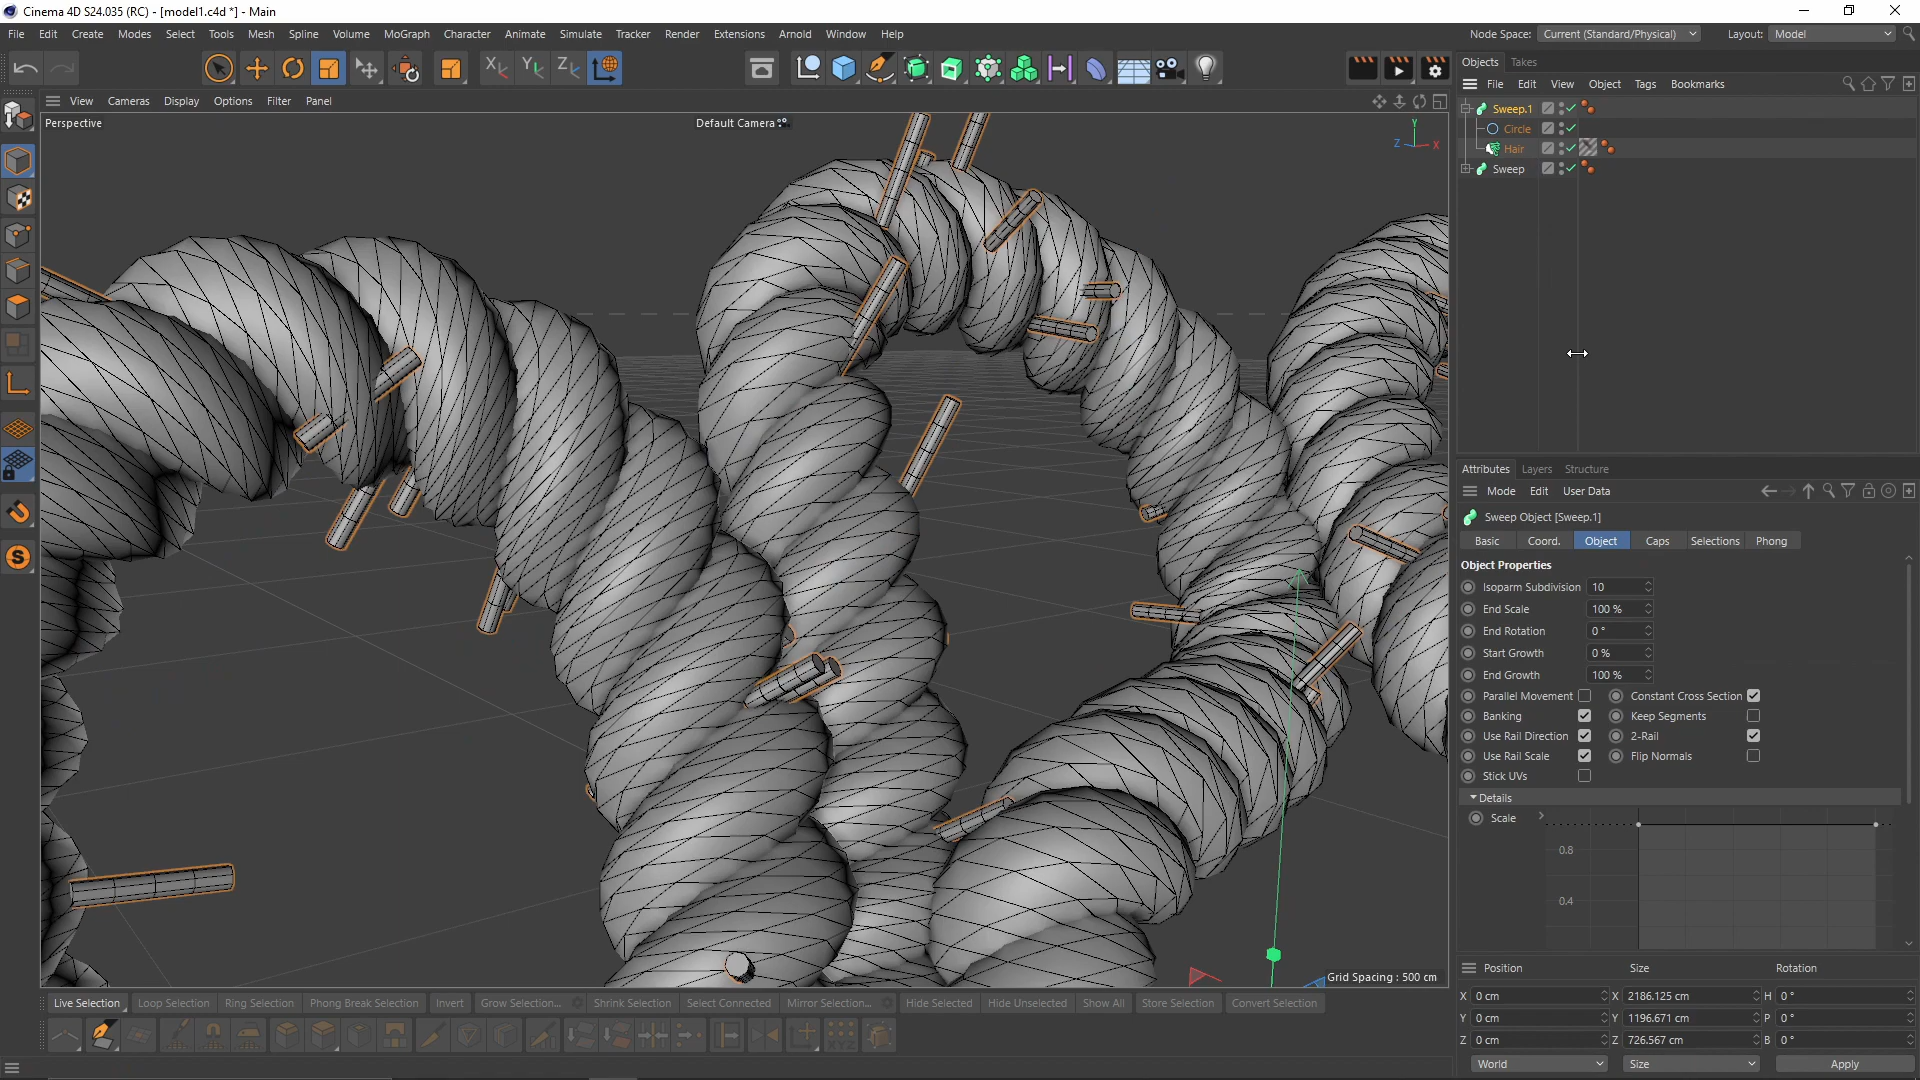 Cinema 4D S24.035 (RC) - [model1.c4d *] - Main
File Edit Create Modes Select Tools Mesh Spline Volume MoGraph Character Animate Simulate Tracker Render Extensions Arnold Window Help
Node Space: Current (Standard/Physical) Layout: Model
X Y Z
Objects Takes
File Edit View Object Tags Bookmarks
View Cameras Display Options Filter Panel
Perspective
Default Camera
Y
Z X
Sweep.1
Circle
Hair
Sweep
Attributes Layers Structure
Mode Edit User Data
Sweep Object [Sweep.1]
Basic Coord. Object Caps Selections Phong
Object Properties
Isoparm Subdivision 10
End Scale 100 %
End Rotation 0 °
Start Growth 0 %
End Growth 100 %
Parallel Movement Constant Cross Section
Banking Keep Segments
Use Rail Direction 2-Rail
Use Rail Scale Flip Normals
Stick UVs
Details
Scale
0.8
0.4
Grid Spacing : 500 cm
Position Size Rotation
X 0 cm X 2186.125 cm H 0 °
Y 0 cm Y 1196.671 cm P 0 °
Z 0 cm Z 726.567 cm B 0 °
World Size Apply
Live Selection Loop Selection Ring Selection Phong Break Selection Invert Grow Selection... Shrink Selection Select Connected Mirror Selection... Hide Selected Hide Unselected Show All Store Selection Convert Selection
XYZ